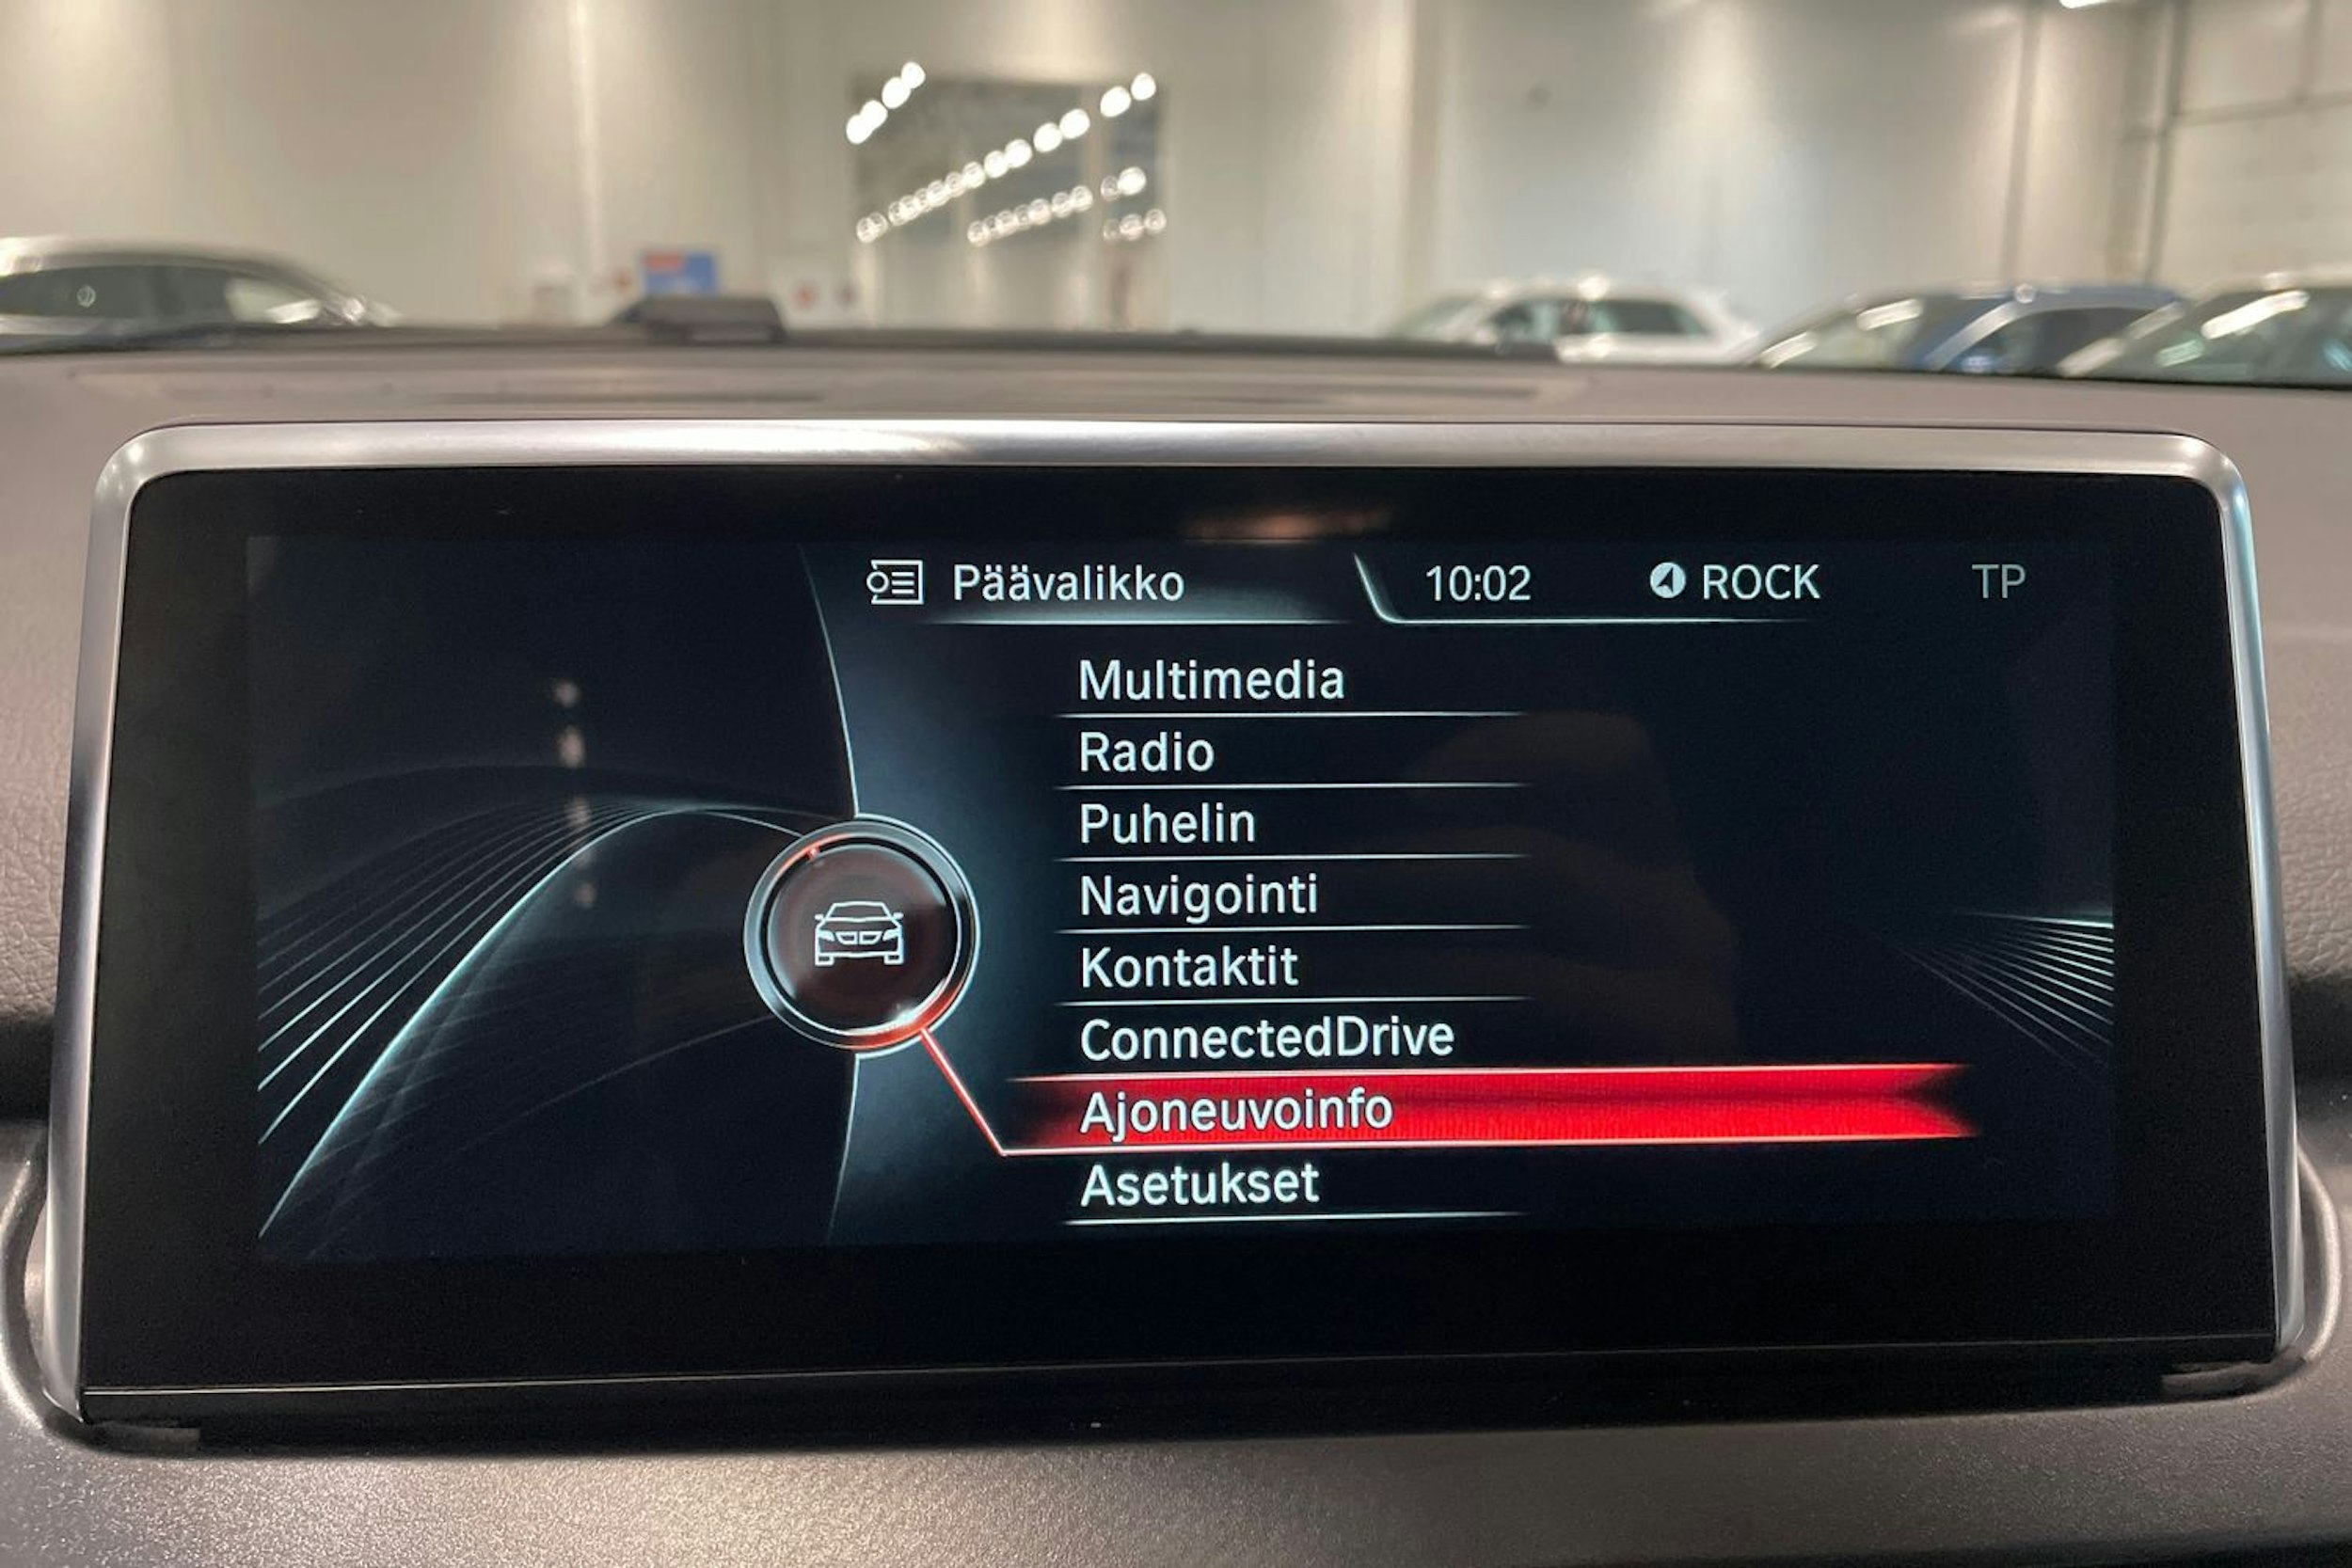 Päävalikko 10:02 ROCK TP
Multimedia
Radio
Puhelin
Navigointi
Kontaktit
ConnectedDrive
Ajoneuvoinfo
Asetukset